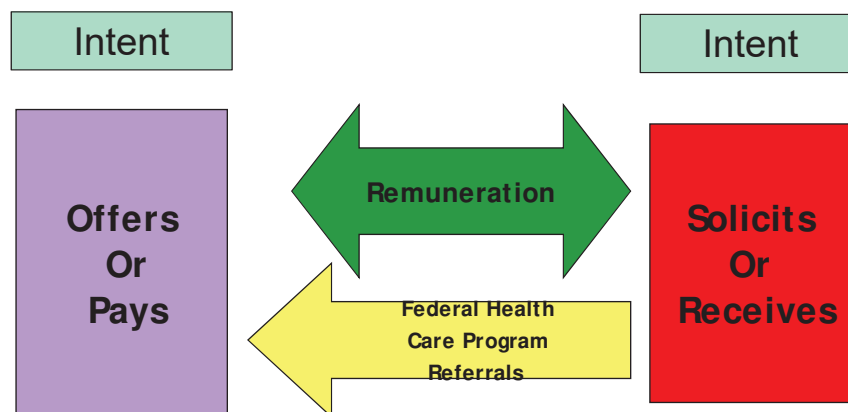 Intent
Intent
Offers
Or
Pays
Remuneration
Federal Health
Care Program
Referrals
Solicits
Or
Receives